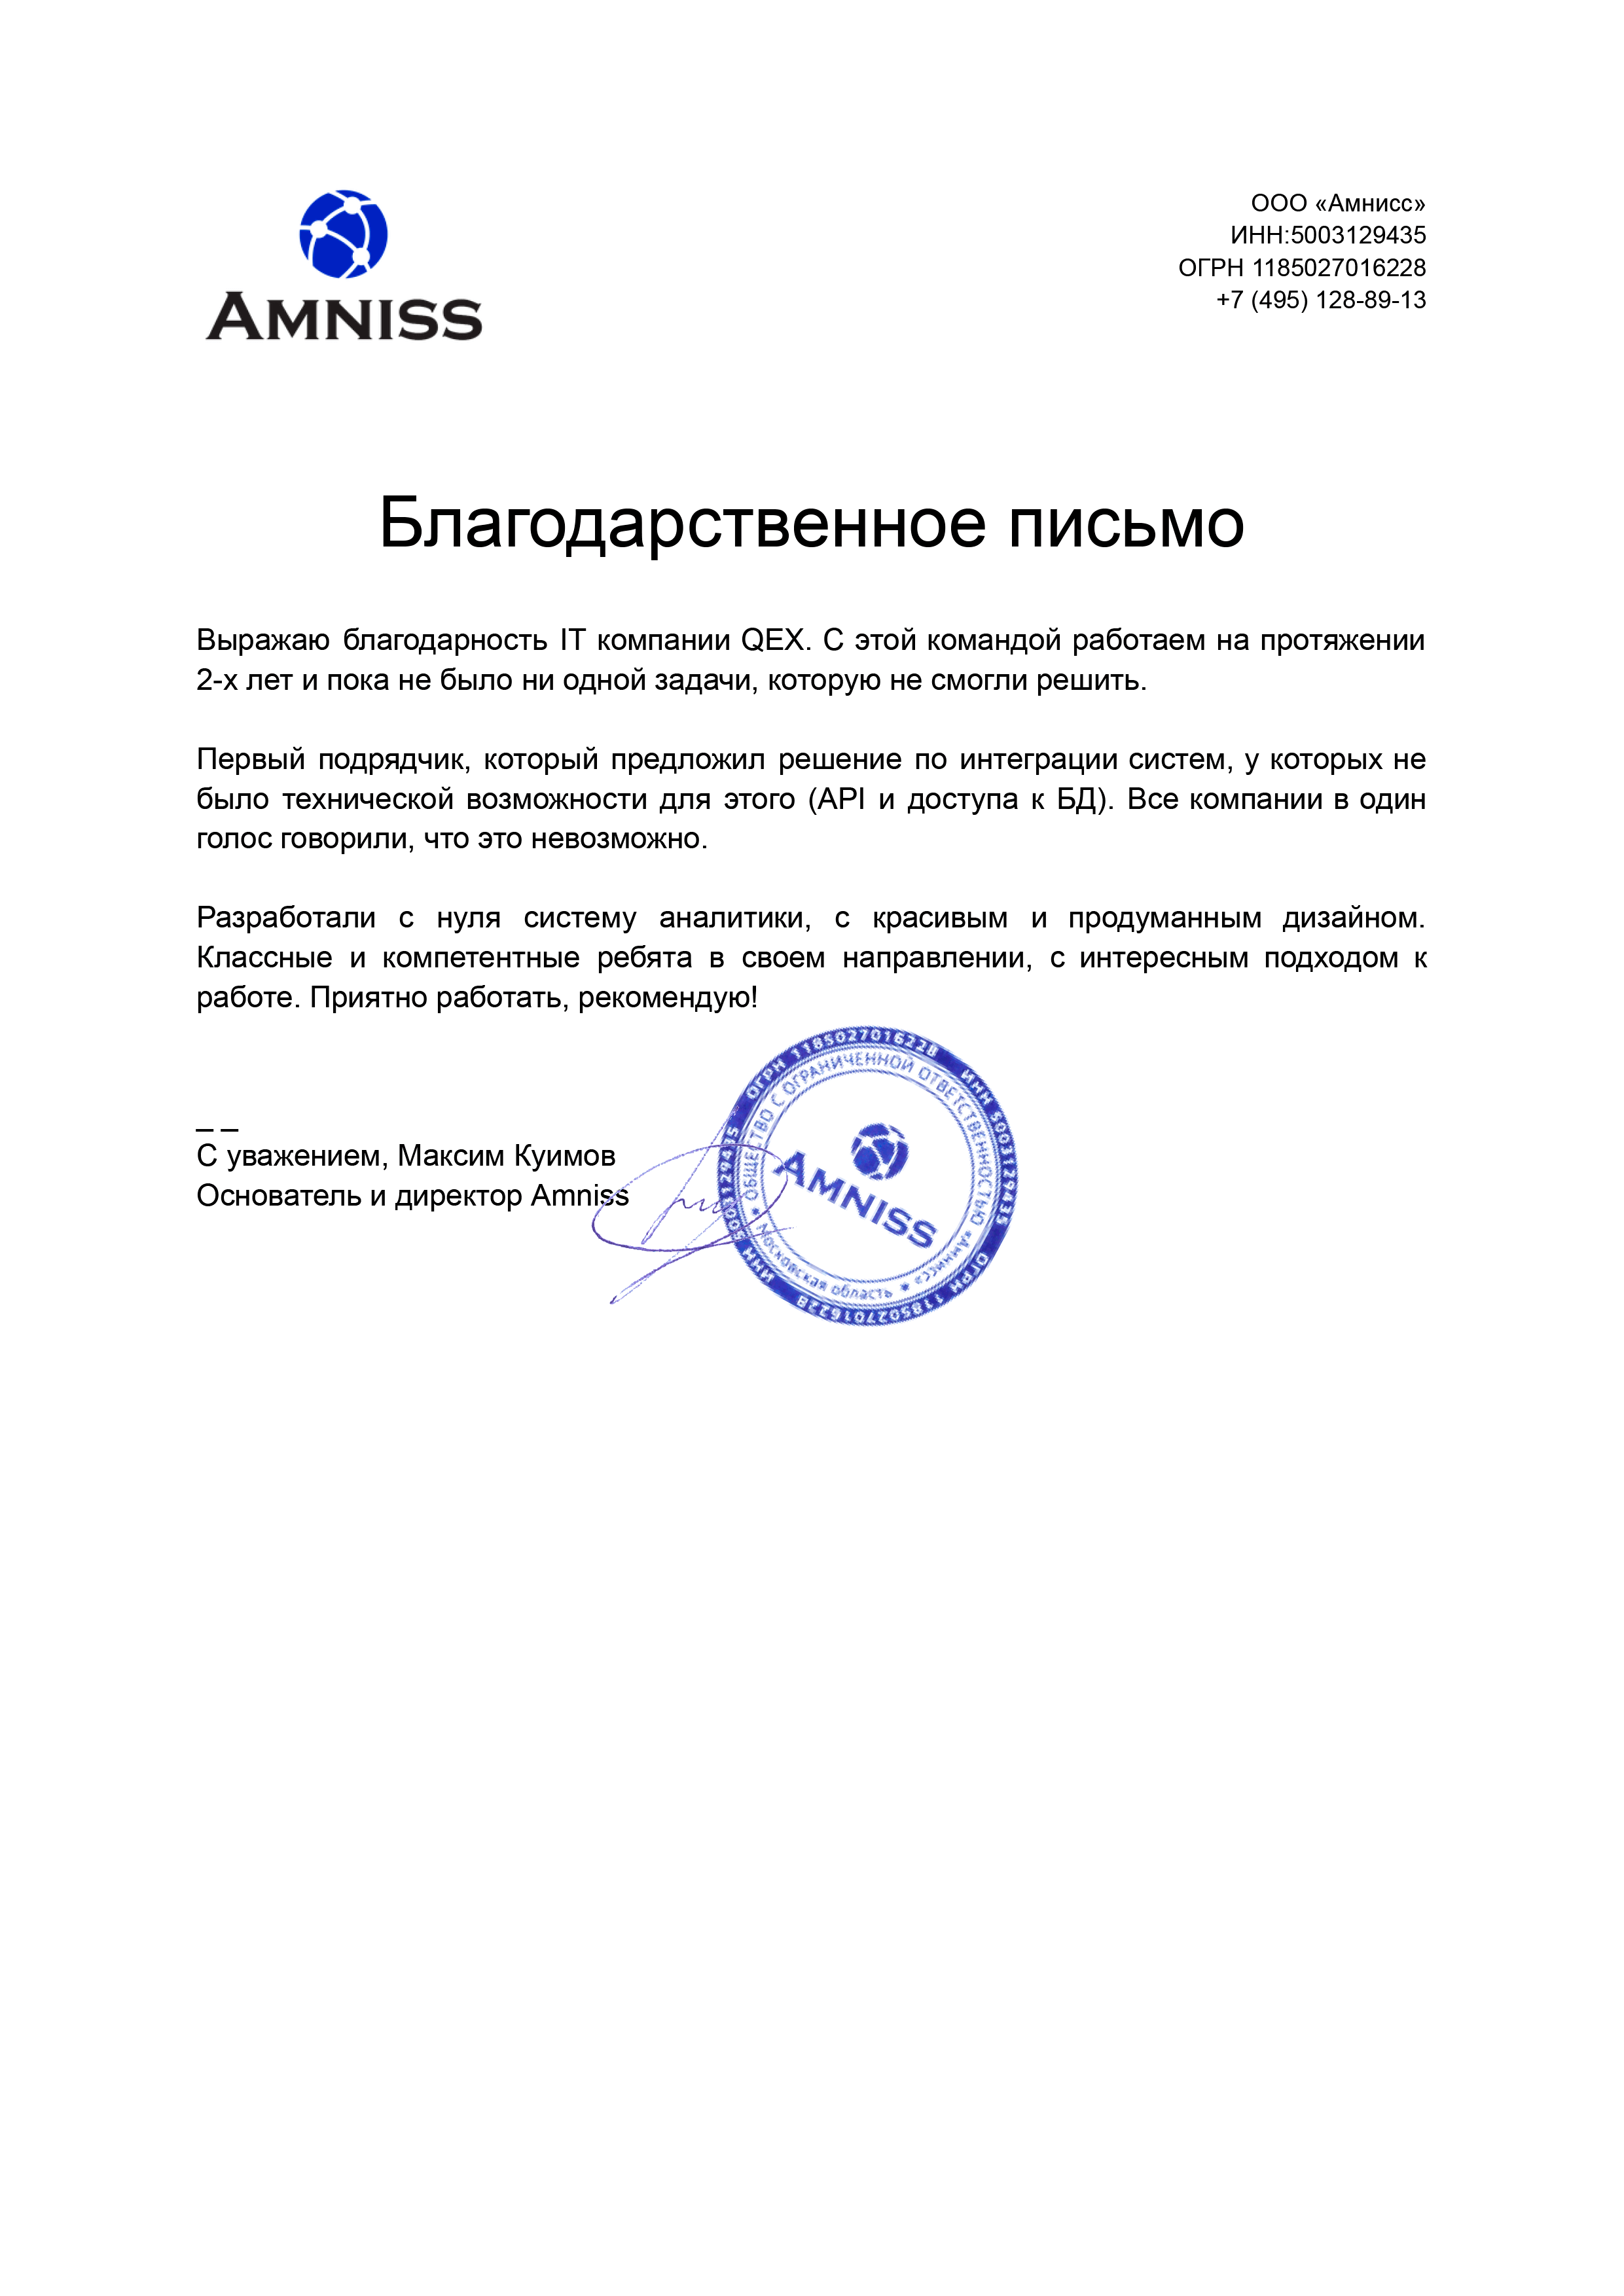 AMNISS
ООО «Амнисс»
ИНН:5003129435
ОГРН 1185027016228
+7 (495) 128-89-13
Благодарственное письмо
Выражаю благодарность IT компании QEX. С этой командой работаем на протяжении
2-х лет и пока не было ни одной задачи, которую не смогли решить.
Первый подрядчик, который предложил решение по интеграции систем, у которых не
было технической возможности для этого (API и доступа к БД). Все компании в один
голос говорили, что это невозможно.
Разработали с нуля систему аналитики, с красивым и продуманным дизайном.
Классные и компетентные ребята в своем направлении, с интересным подходом к
работе. Приятно работать, рекомендую!
_ _
С уважением, Максим Куимов
Основатель и директор Amniss
ОГРН 1185027016228 ИНН 5003129435 ОГРН 1185027016228 ИНН 5003129435
ОБЩЕСТВО С ОГРАНИЧЕННОЙ ОТВЕТСТВЕННОСТЬЮ «Амнисс»
Московская область
AMNISS